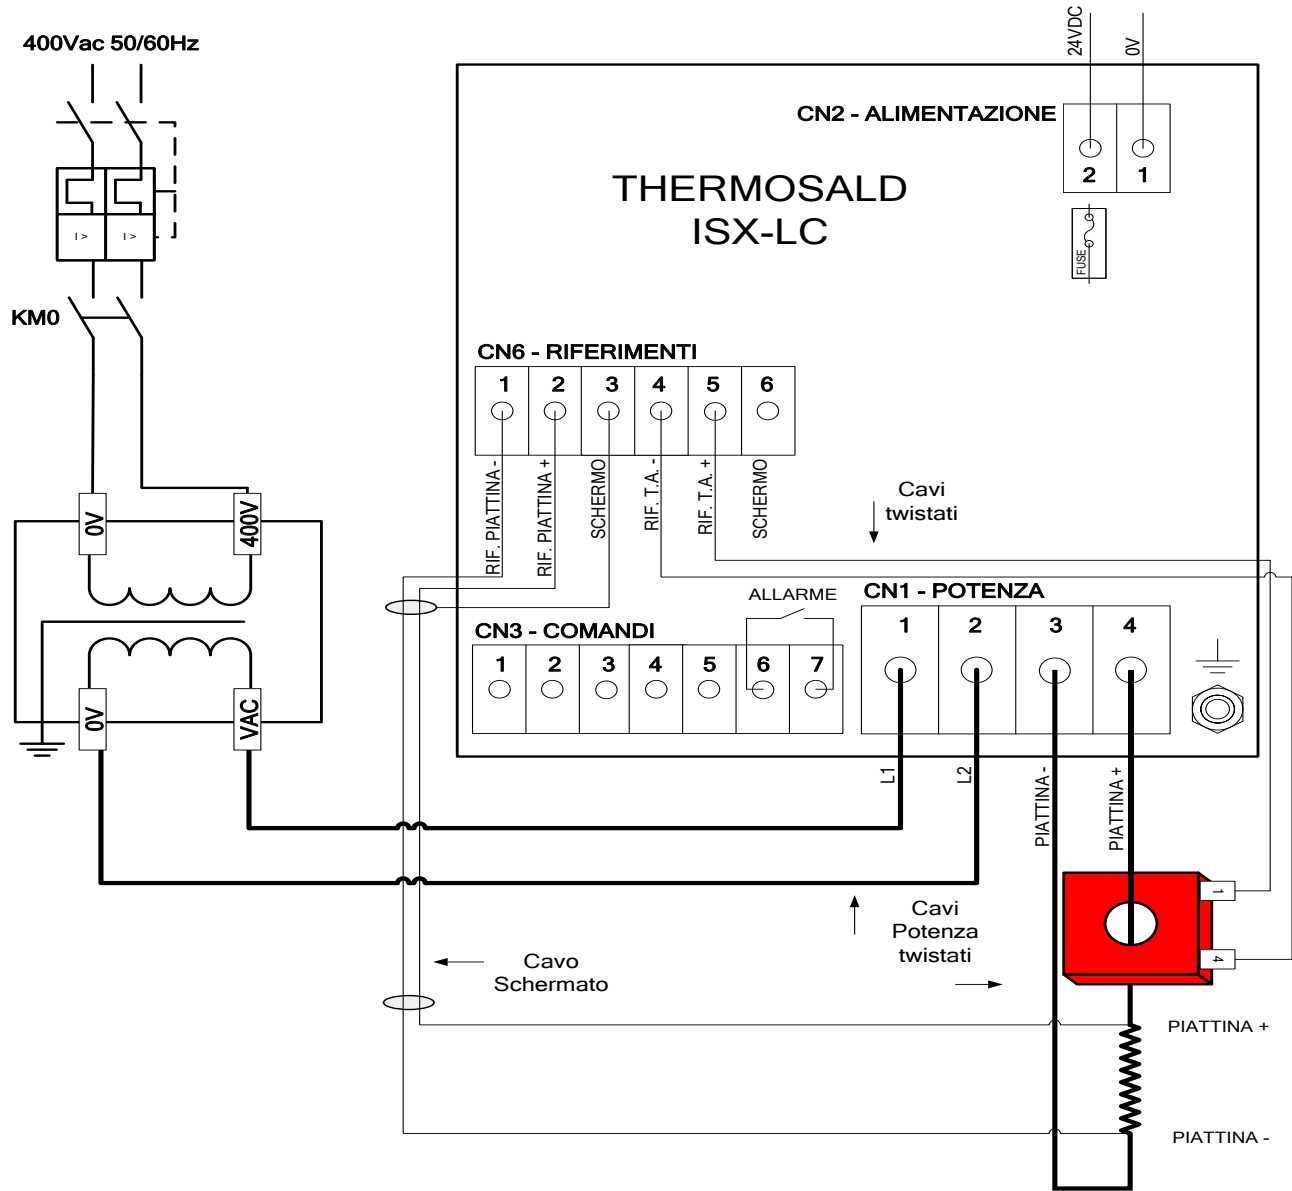 400Vac 50/60Hz
24VDC
0V
CN2 - ALIMENTAZIONE
2
1
THERMOSALD
ISX-LC
FUSE
I >
I >
KM0
CN6 - RIFERIMENTI
1
2
3
4
5
6
RIF. PIATTINA -
RIF. PIATTINA +
SCHERMO
RIF. T.A. -
RIF. T.A. +
SCHERMO
Cavi
twistati
0V
400V
ALLARME
CN1 - POTENZA
1
2
3
4
CN3 - COMANDI
1
2
3
4
5
6
7
0V
VAC
L1
L2
PIATTINA -
PIATTINA +
1
4
Cavi
Potenza
twistati
Cavo
Schermato
PIATTINA +
PIATTINA -